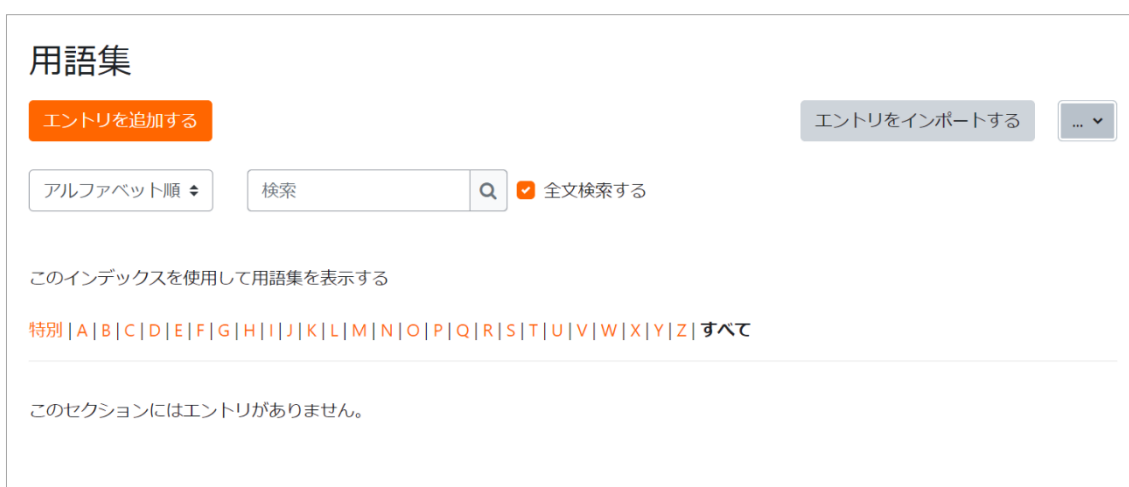 用語集
エントリを追加する
エントリをインポートする
...
アルファベット順
検索
全文検索する
このインデックスを使用して用語集を表示する
特別 | A | B | C | D | E | F | G | H | I | J | K | L | M | N | O | P | Q | R | S | T | U | V | W | X | Y | Z | すべて
このセクションにはエントリがありません。